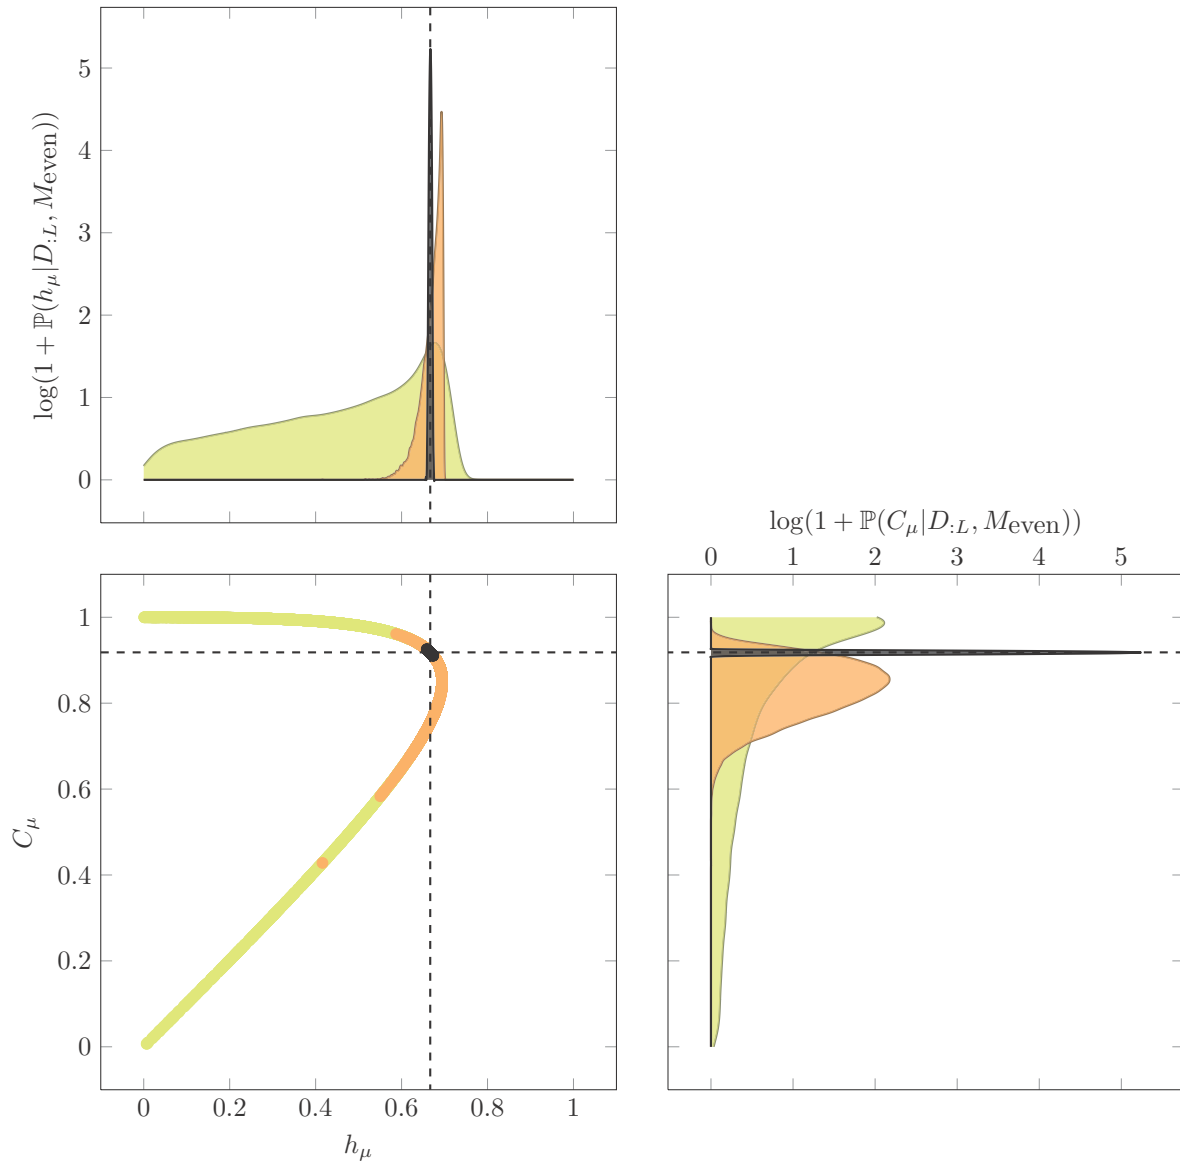 log(1 + ℙ(h_μ|D_{:L}, M_even))
5
4
3
2
1
0
log(1 + ℙ(C_μ|D_{:L}, M_even))
0 1 2 3 4 5
C_μ
1
0.8
0.6
0.4
0.2
0
0 0.2 0.4 0.6 0.8 1
h_μ